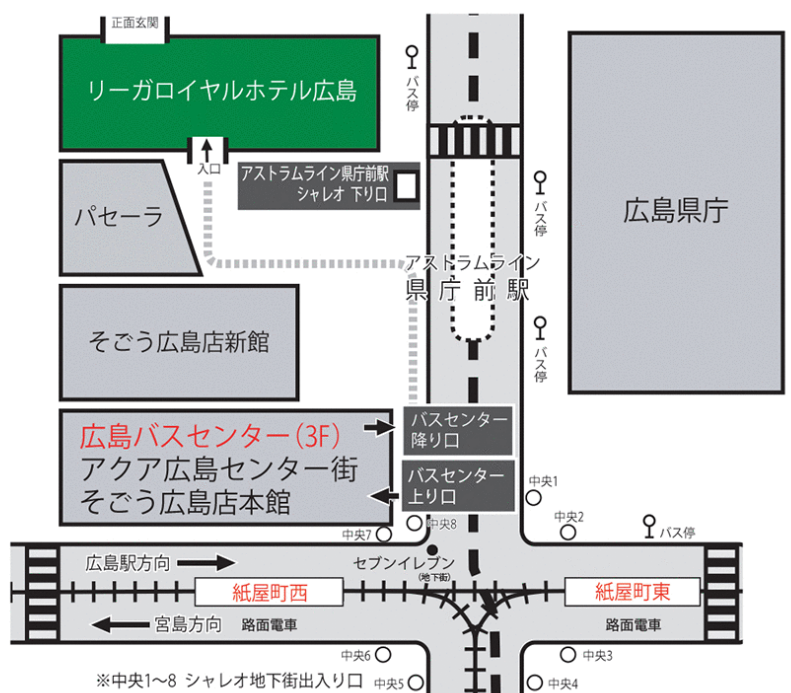 正面玄関
リーガロイヤルホテル広島
入口
バス停
アストラムライン県庁前駅
シャレオ 下り口
パセーラ
バス停
広島県庁
アストラムライン
県庁前駅
そごう広島店新館
バス停
広島バスセンター(3F)
アクア広島センター街
そごう広島店本館
バスセンター
降り口
バスセンター
上り口
中央1
中央2
バス停
中央7
中央8
広島駅方向
セブンイレブン
(地下街)
紙屋町西
紙屋町東
宮島方向
路面電車
路面電車
中央6
中央3
※中央1～8 シャレオ地下街出入り口
中央5
中央4